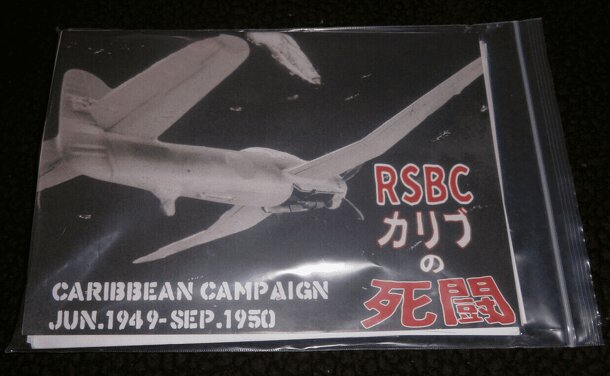 RSBC
カリブ
の
死闘
CARIBBEAN CAMPAIGN
JUN.1949-SEP.1950